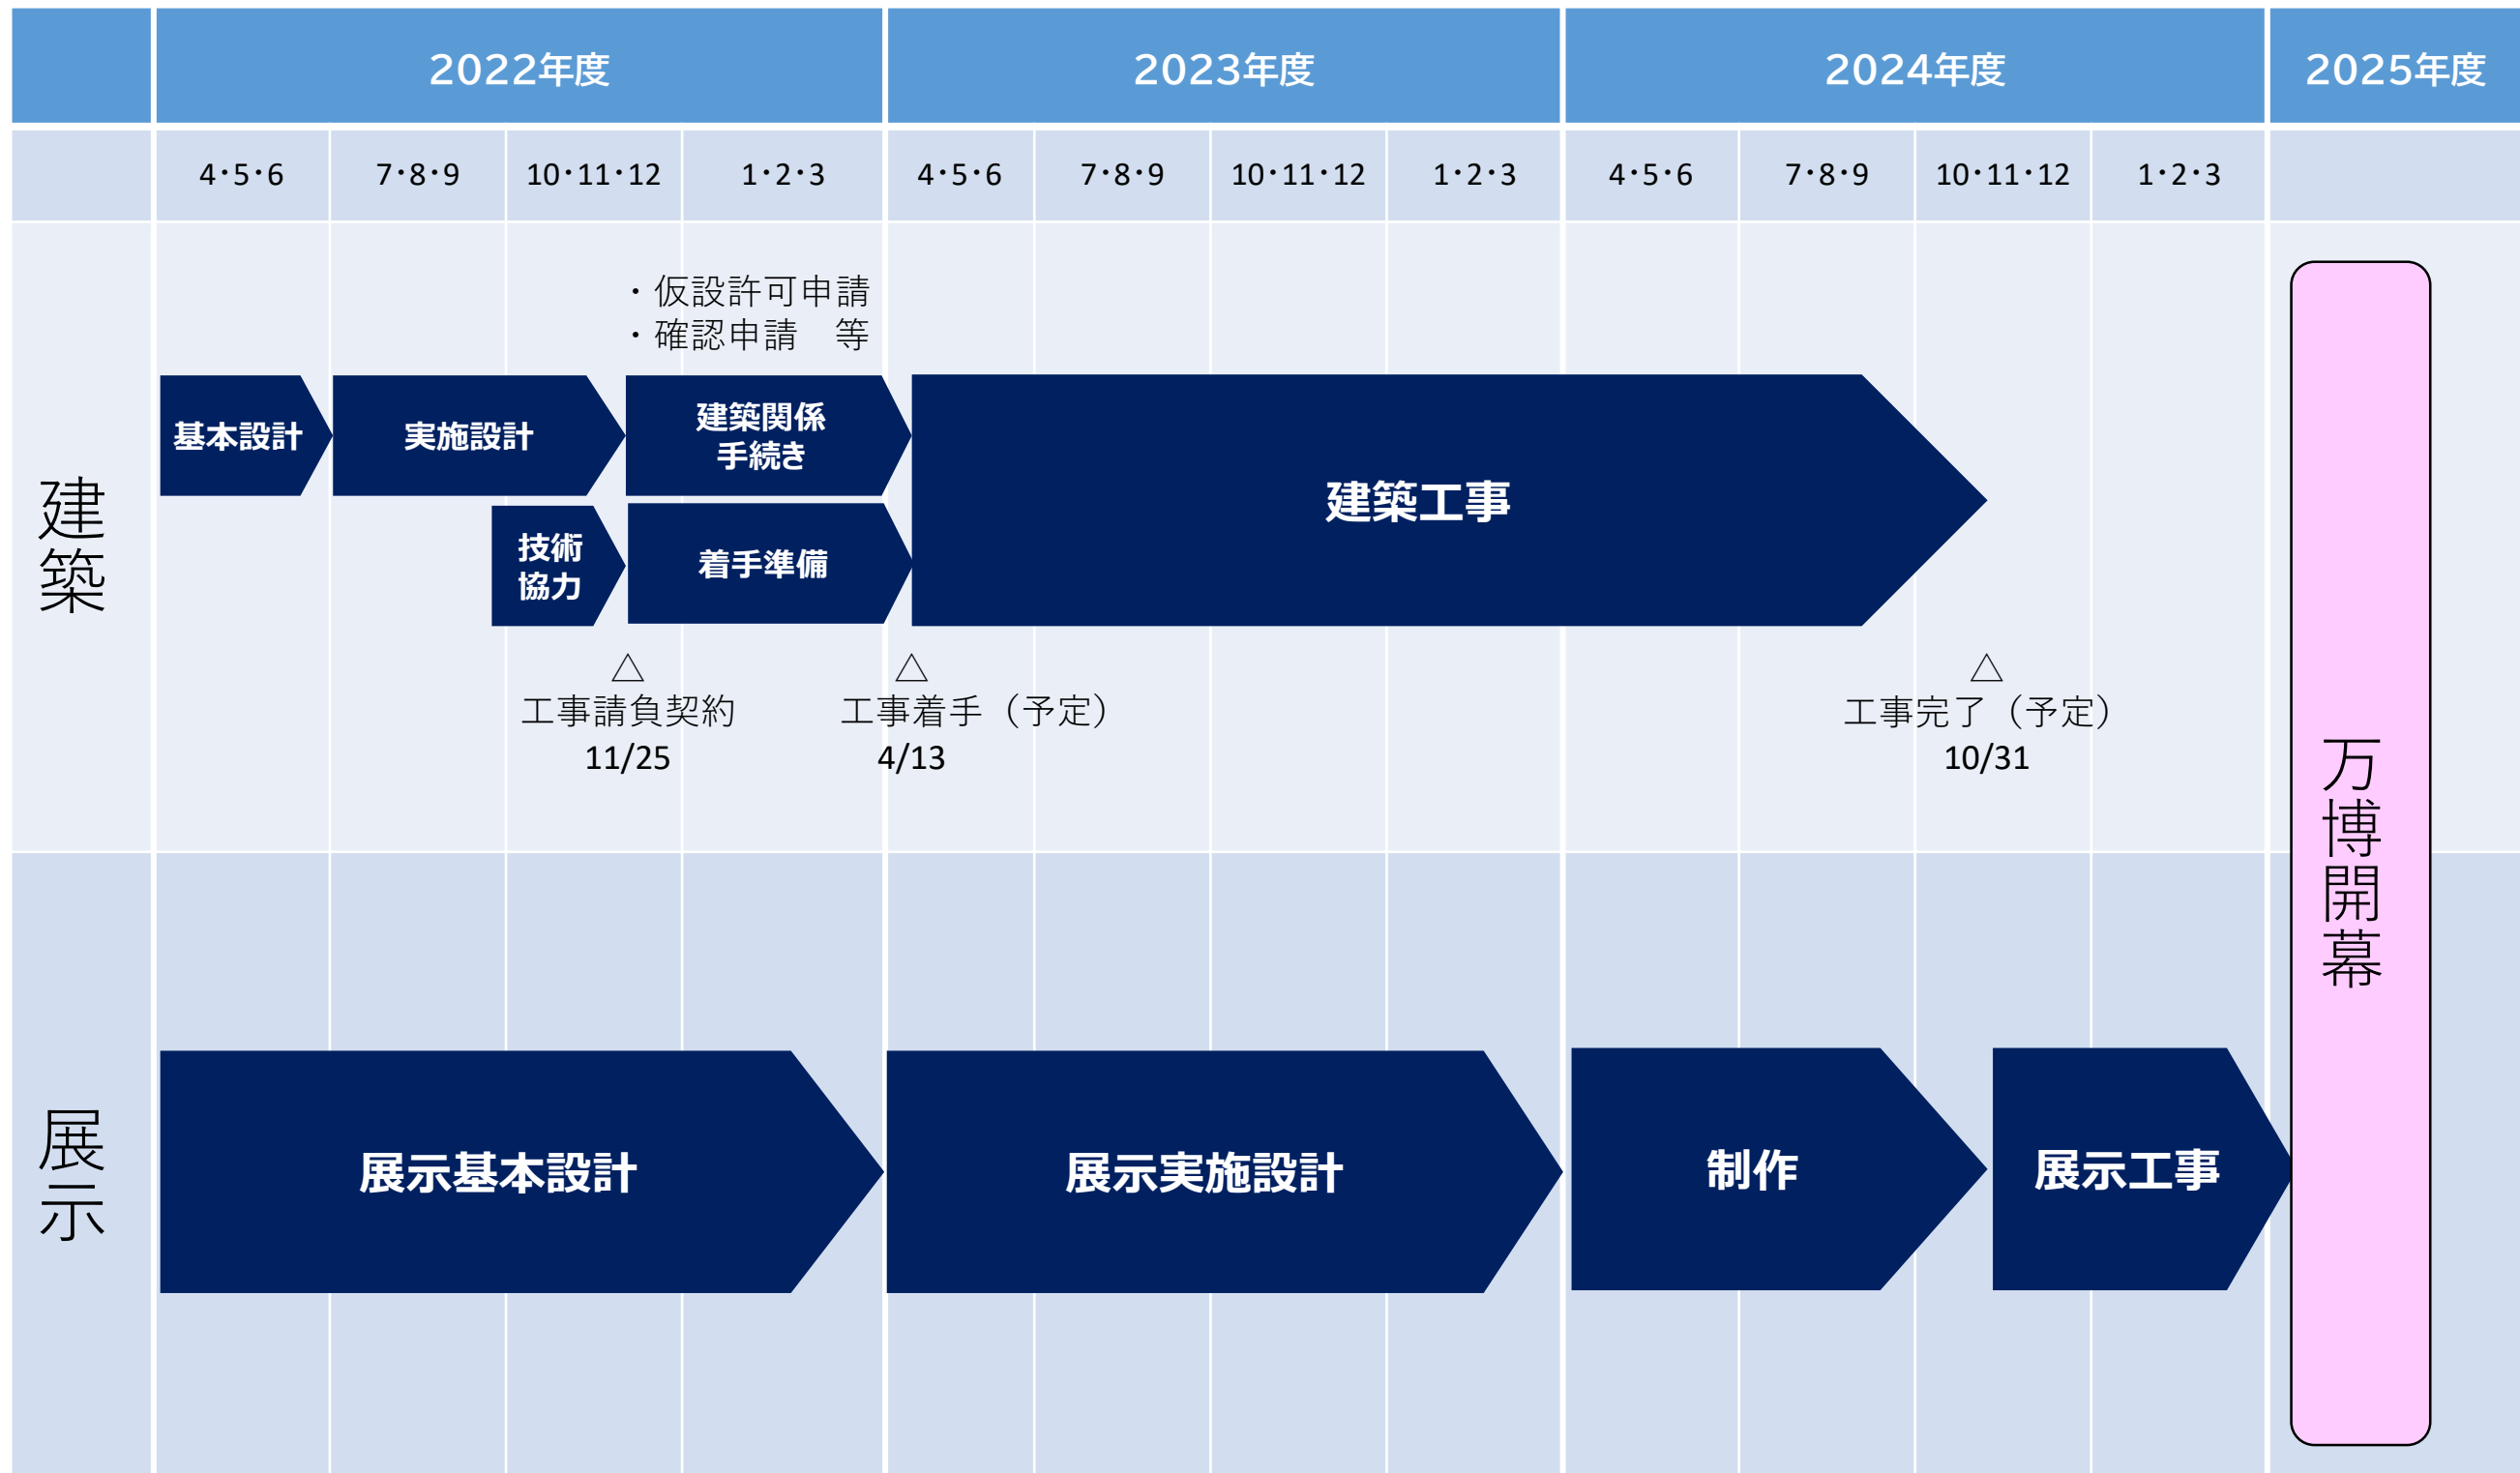 2022年度
2023年度
2024年度
2025年度
4・5・6
7・8・9
10・11・12
1・2・3
4・5・6
7・8・9
10・11・12
1・2・3
4・5・6
7・8・9
10・11・12
1・2・3
建築
・仮設許可申請
・確認申請　等
基本設計
実施設計
建築関係
手続き
技術
協力
着手準備
建築工事
△
工事請負契約
11/25
△
工事着手（予定）
4/13
△
工事完了（予定）
10/31
万博開幕
展示
展示基本設計
展示実施設計
制作
展示工事